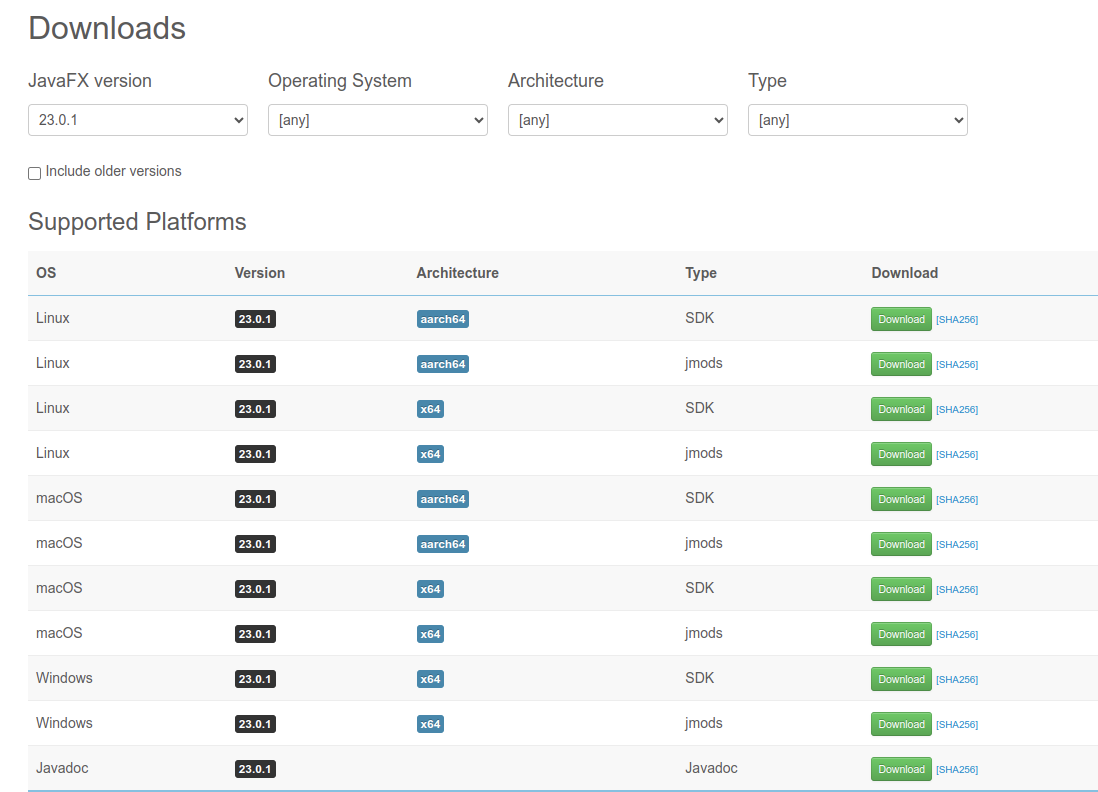 Downloads
JavaFX version Operating System Architecture Type
23.0.1 [any] [any] [any]
Include older versions
Supported Platforms
OS Version Architecture Type Download
Linux 23.0.1 aarch64 SDK Download [SHA256]
Linux 23.0.1 aarch64 jmods Download [SHA256]
Linux 23.0.1 x64 SDK Download [SHA256]
Linux 23.0.1 x64 jmods Download [SHA256]
macOS 23.0.1 aarch64 SDK Download [SHA256]
macOS 23.0.1 aarch64 jmods Download [SHA256]
macOS 23.0.1 x64 SDK Download [SHA256]
macOS 23.0.1 x64 jmods Download [SHA256]
Windows 23.0.1 x64 SDK Download [SHA256]
Windows 23.0.1 x64 jmods Download [SHA256]
Javadoc 23.0.1 Javadoc Download [SHA256]